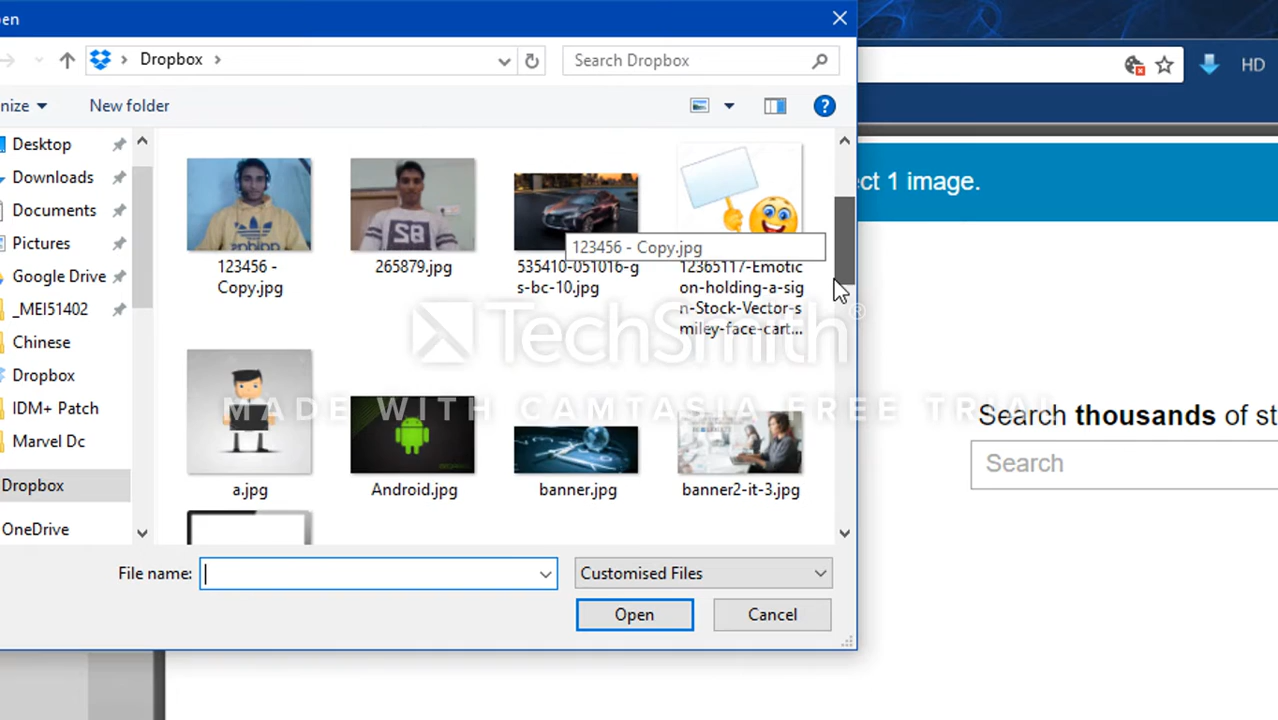 en
Dropbox
Search Dropbox
HD
nize
New folder
Desktop
Downloads
Documents
Pictures
Google Drive
_MEI51402
Chinese
Dropbox
IDM+ Patch
Marvel Dc
Dropbox
OneDrive
ct 1 image.
123456 - Copy.jpg
123456 -
Copy.jpg
265879.jpg
535410-051016-g
s-bc-10.jpg
12365117-Emotic
on-holding-a-sig
n-Stock-Vector-s
miley-face-cart...
TechSmith®
MADE WITH CAMTASIA FREE TRIAL
Search thousands of st
Search
a.jpg
Android.jpg
banner.jpg
banner2-it-3.jpg
File name:
Customised Files
Open
Cancel